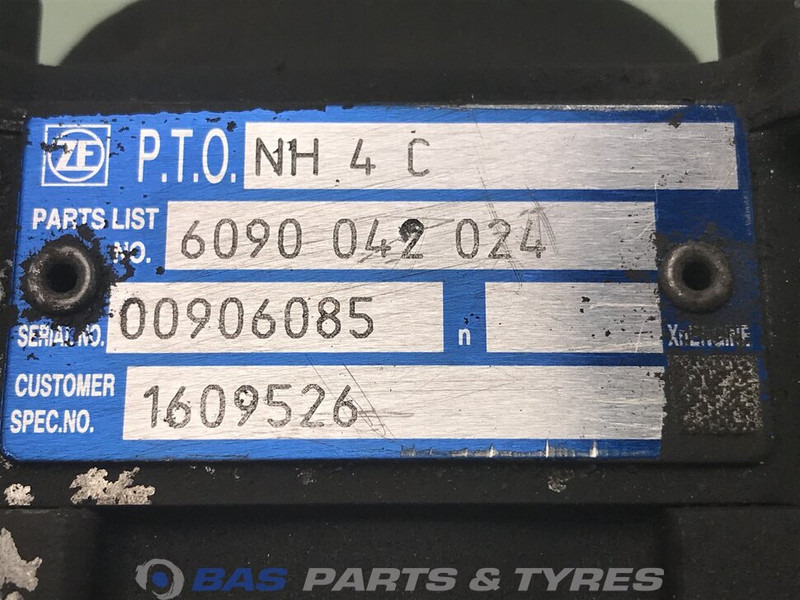 ZF P.T.O. NH 4 C
PARTS LIST NO. 6090 042 024
SERIAL NO. 00906085 n XnENGINE
CUSTOMER SPEC.NO. 1609526
BAS PARTS & TYRES